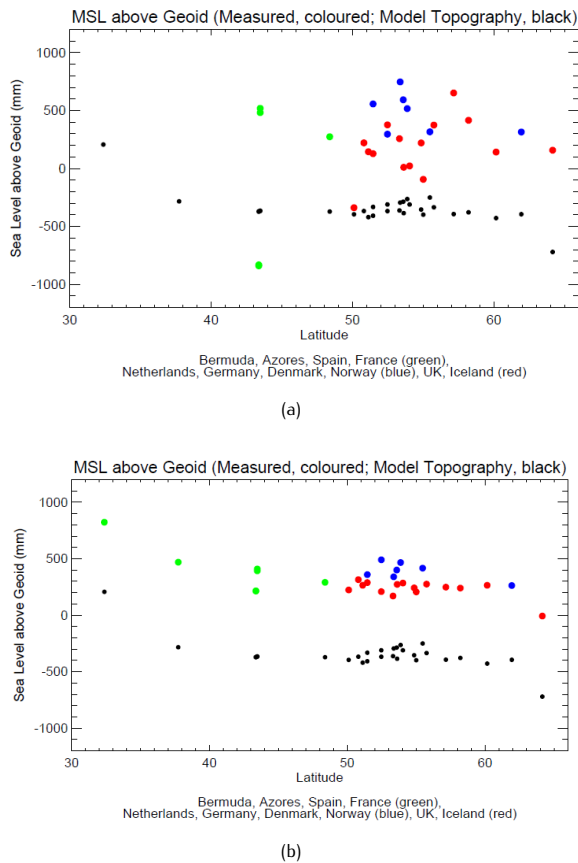 MSL above Geoid (Measured, coloured; Model Topography, black)
Sea Level above Geoid (mm)
1000
500
0
-500
-1000
30
40
50
60
Latitude
Bermuda, Azores, Spain, France (green),
Netherlands, Germany, Denmark, Norway (blue), UK, Iceland (red)
(a)
MSL above Geoid (Measured, coloured; Model Topography, black)
Sea Level above Geoid (mm)
1000
500
0
-500
-1000
30
40
50
60
Latitude
Bermuda, Azores, Spain, France (green),
Netherlands, Germany, Denmark, Norway (blue), UK, Iceland (red)
(b)